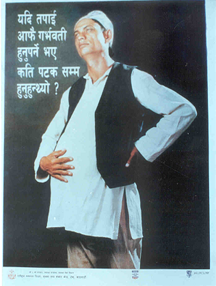 यदि तपाई
आफै गर्भवती
हुनुपर्ने भए
कति पटक सम्म
हुनुहुन्थ्यो ?